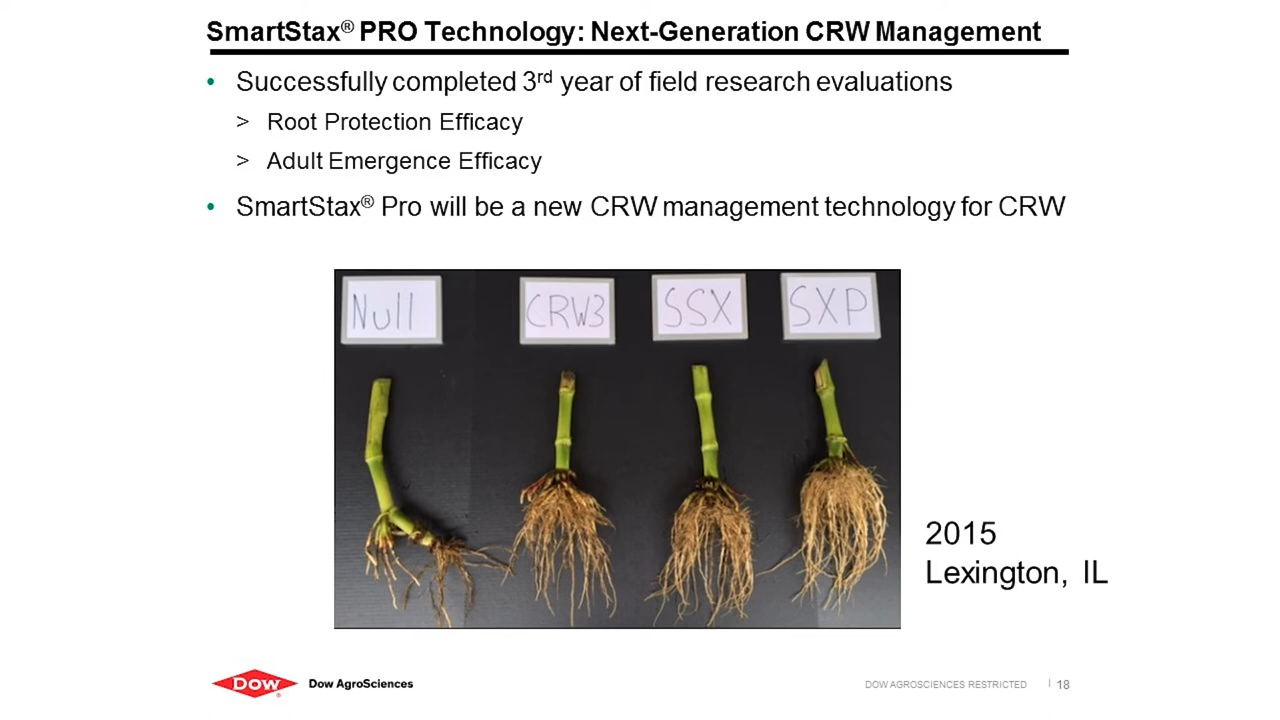 SmartStax® PRO Technology: Next-Generation CRW Management
• Successfully completed 3rd year of field research evaluations
> Root Protection Efficacy
> Adult Emergence Efficacy
• SmartStax® Pro will be a new CRW management technology for CRW
Null CRW3 SSX SXP
2015
Lexington, IL
DOW® Dow AgroSciences DOW AGROSCIENCES RESTRICTED | 18